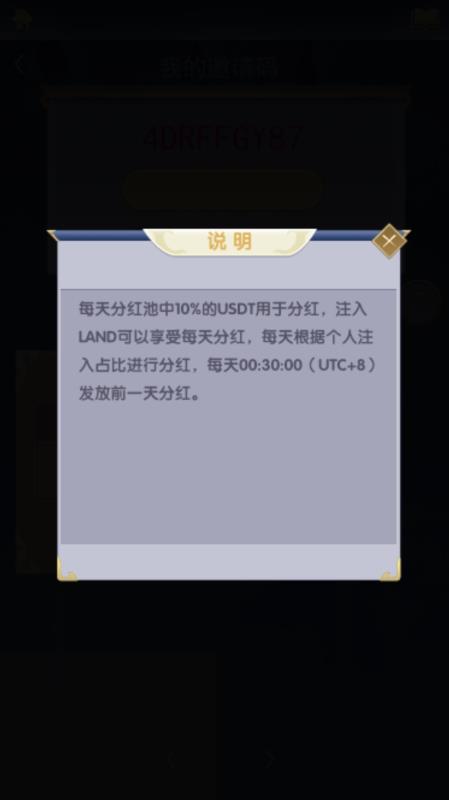 我的邀请码
4DRFFGY87
说明
每天分红池中10%的USDT用于分红，注入
LAND可以享受每天分红，每天根据个人注
入占比进行分红，每天00:30:00（UTC+8）
发放前一天分红。